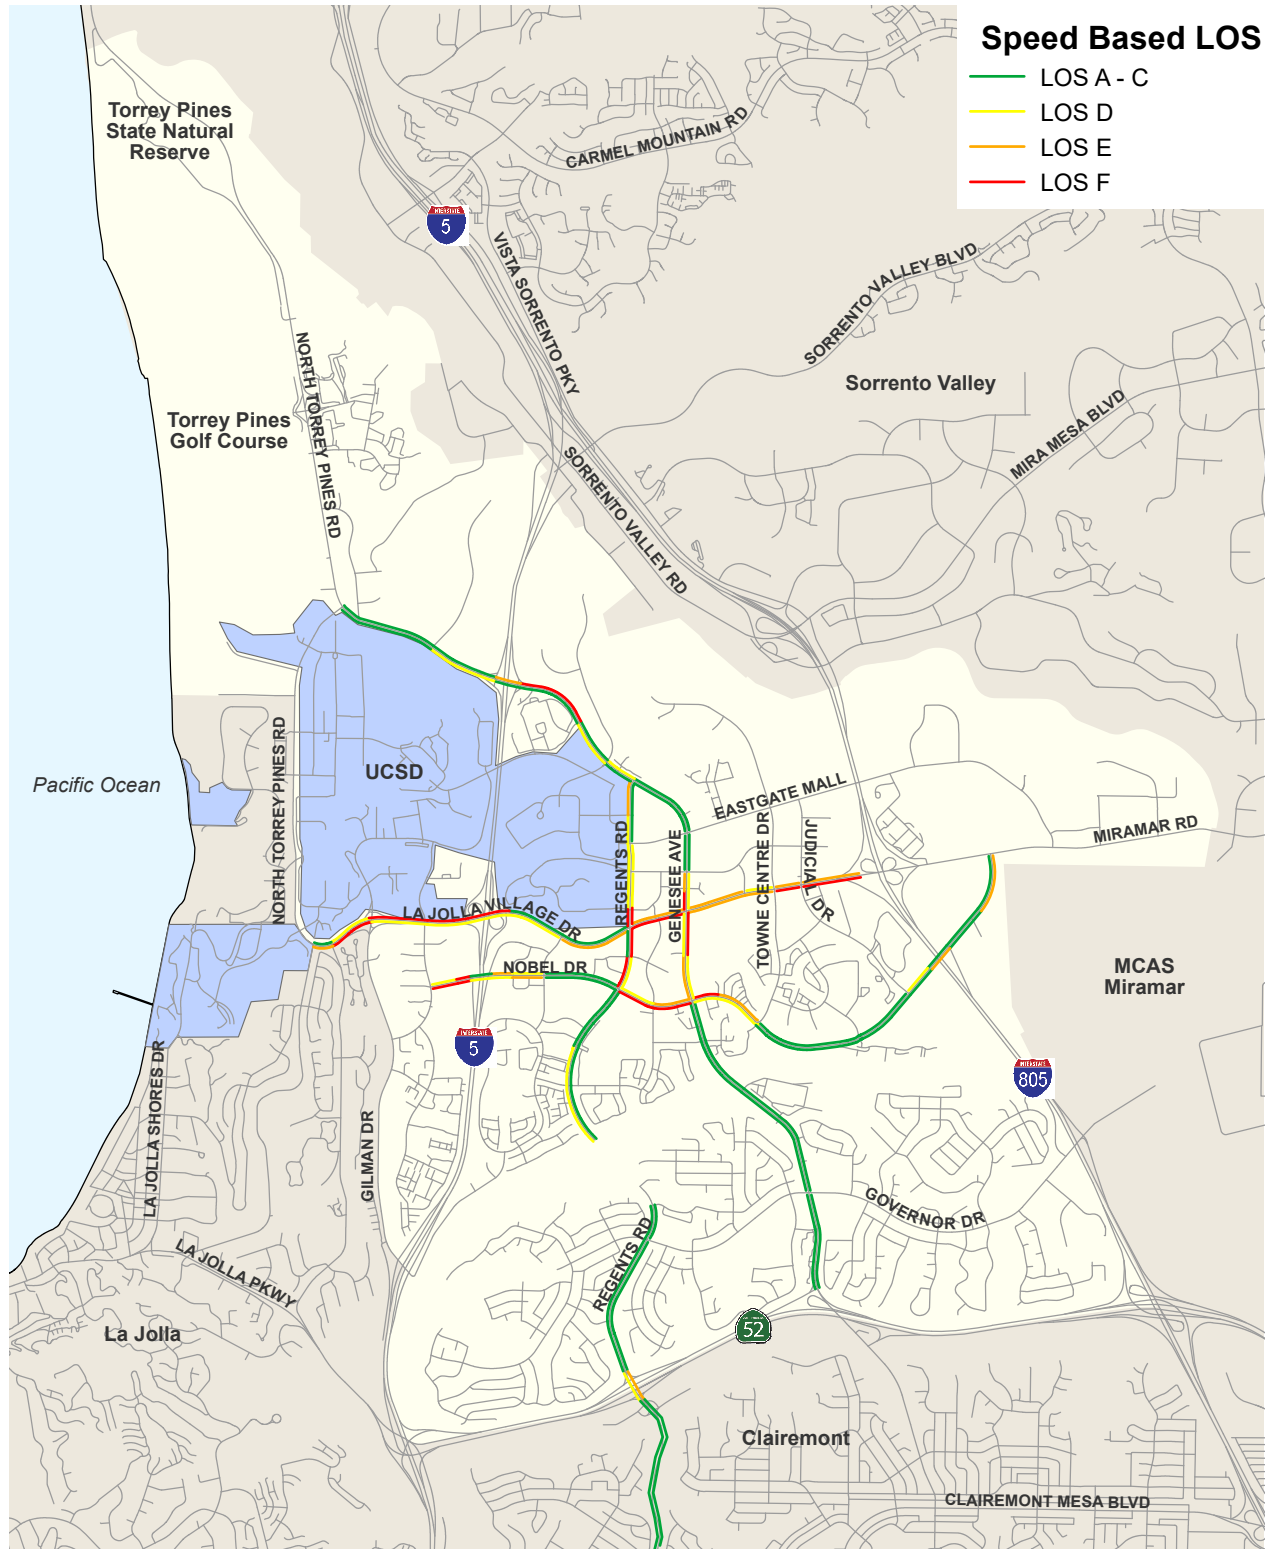 Speed Based LOS
LOS A - C
LOS D
LOS E
LOS F
Torrey Pines
State Natural
Reserve
CARMEL MOUNTAIN RD
INTERSTATE
5
VISTA SORRENTO PKY
SORRENTO VALLEY BLVD
Sorrento Valley
NORTH TORREY PINES RD
Torrey Pines
Golf Course
MIRA MESA BLVD
SORRENTO VALLEY RD
Pacific Ocean
UCSD
NORTH TORREY PINES RD
EASTGATE MALL
MIRAMAR RD
REGENTS RD
GENESEE AVE
TOWNE CENTRE DR
JUDICIAL DR
LA JOLLA VILLAGE DR
NOBEL DR
MCAS
Miramar
INTERSTATE
5
INTERSTATE
805
LA JOLLA SHORES DR
GILMAN DR
GOVERNOR DR
REGENTS RD
LA JOLLA PKWY
La Jolla
52
Clairemont
CLAIREMONT MESA BLVD